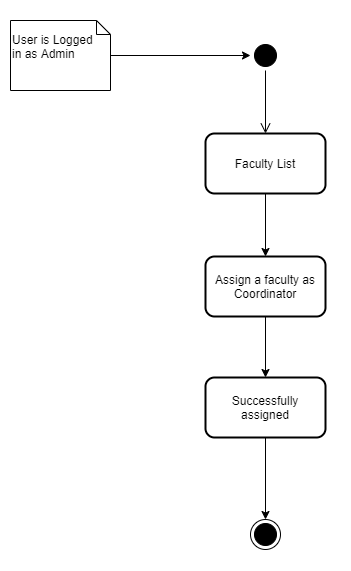 User is Logged
in as Admin
Faculty List
Assign a faculty as
Coordinator
Successfully
assigned